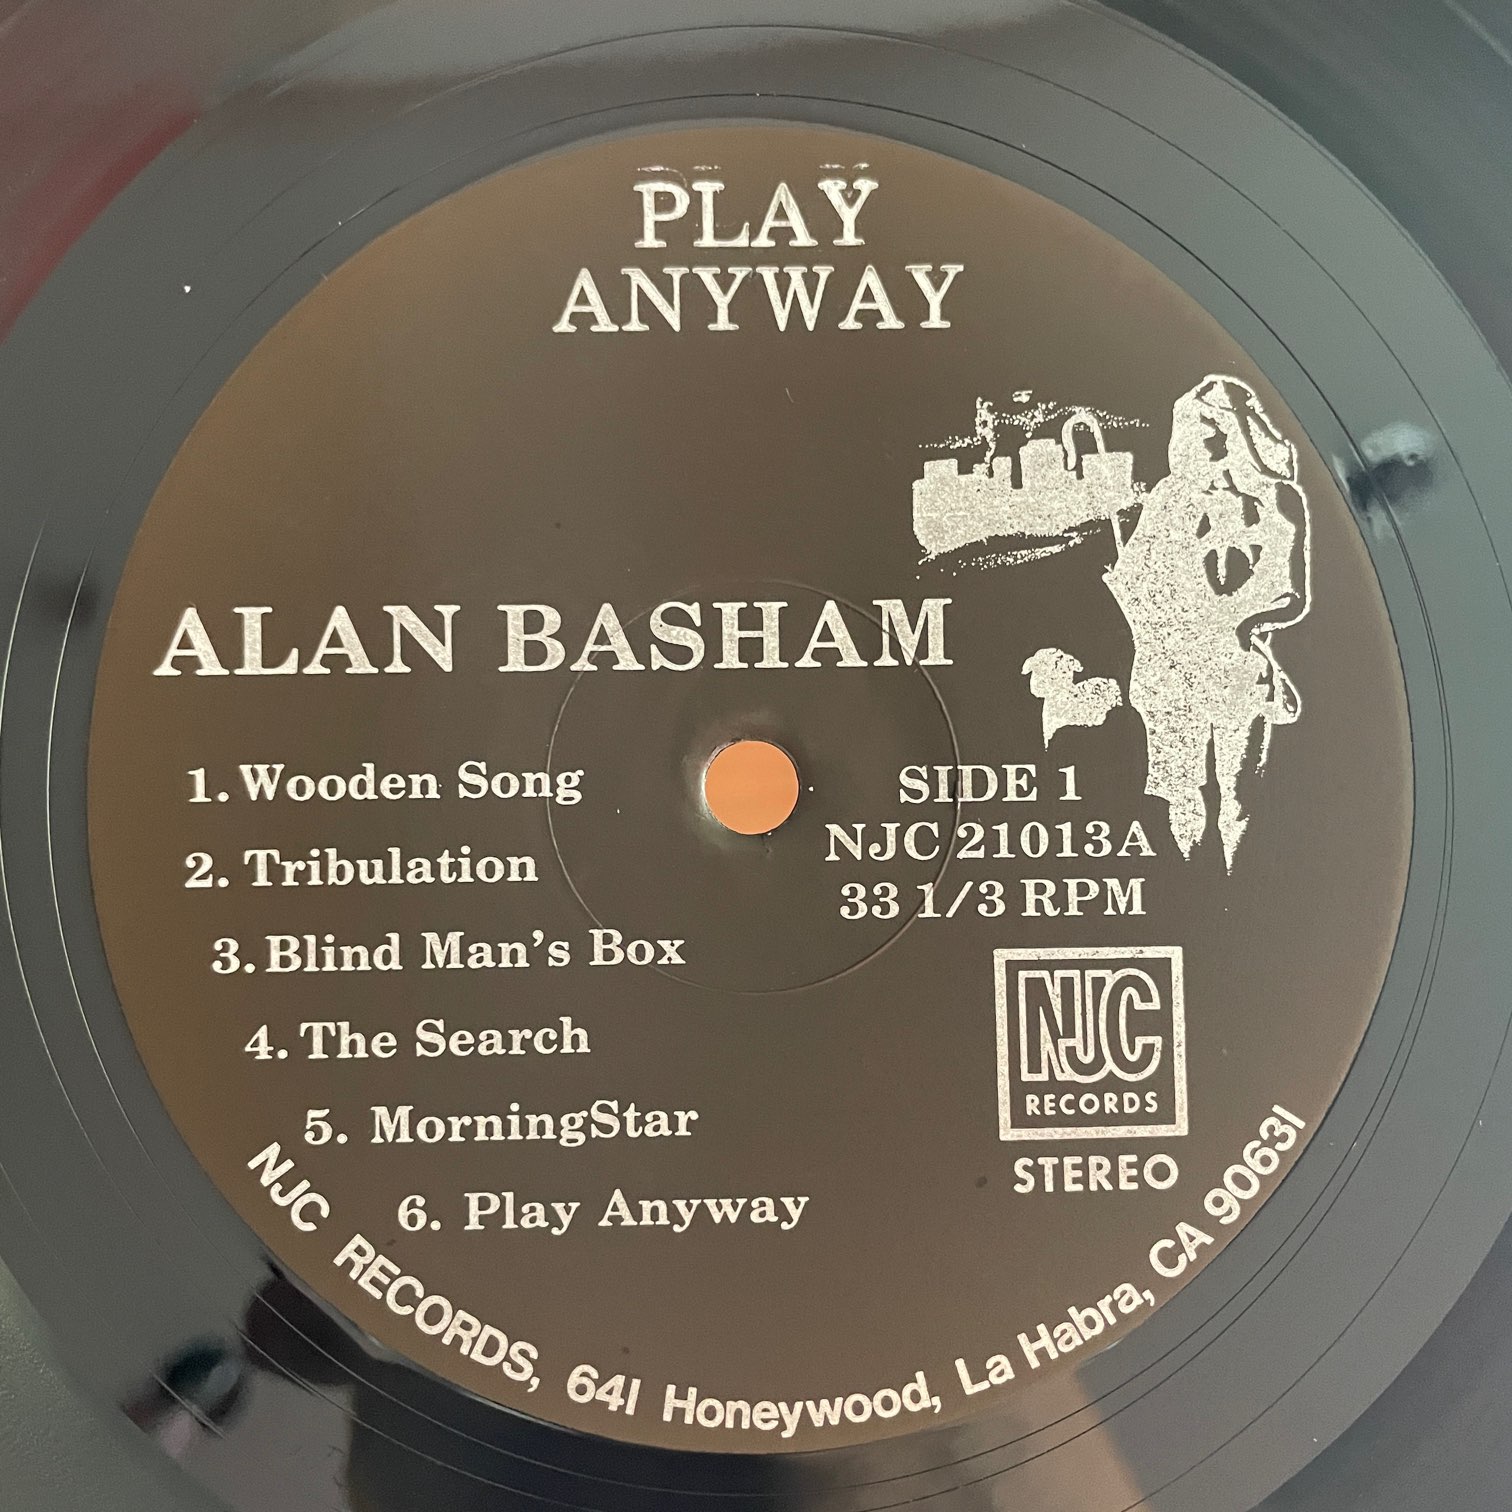 PLAY
ANYWAY
ALAN BASHAM
1. Wooden Song
2. Tribulation
3. Blind Man's Box
4. The Search
5. MorningStar
6. Play Anyway
SIDE 1
NJC 21013A
33 1/3 RPM
NJC
RECORDS
STEREO
NJC RECORDS, 641 Honeywood, La Habra, CA 90631